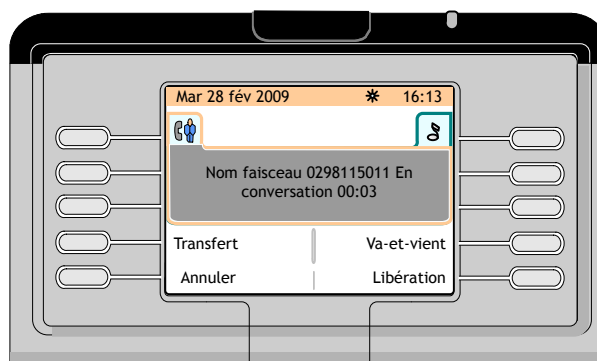 Mar 28 fév 2009 16:13
Nom faisceau 0298115011 En
conversation 00:03
Transfert Va-et-vient
Annuler Libération